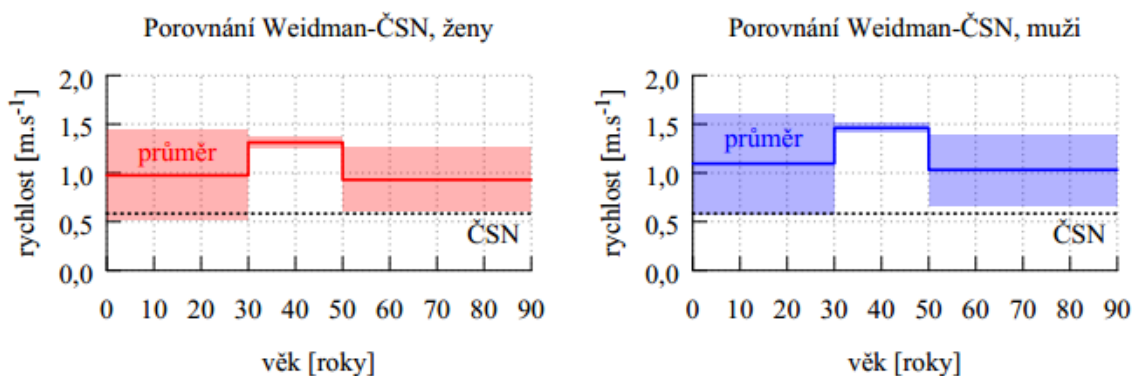 Porovnání Weidman-ČSN, ženy
rychlost [m.s-1]
2,0
1,5
1,0
0,5
0,0
průměr
ČSN
0 10 20 30 40 50 60 70 80 90
věk [roky]
Porovnání Weidman-ČSN, muži
rychlost [m.s-1]
2,0
1,5
1,0
0,5
0,0
průměr
ČSN
0 10 20 30 40 50 60 70 80 90
věk [roky]